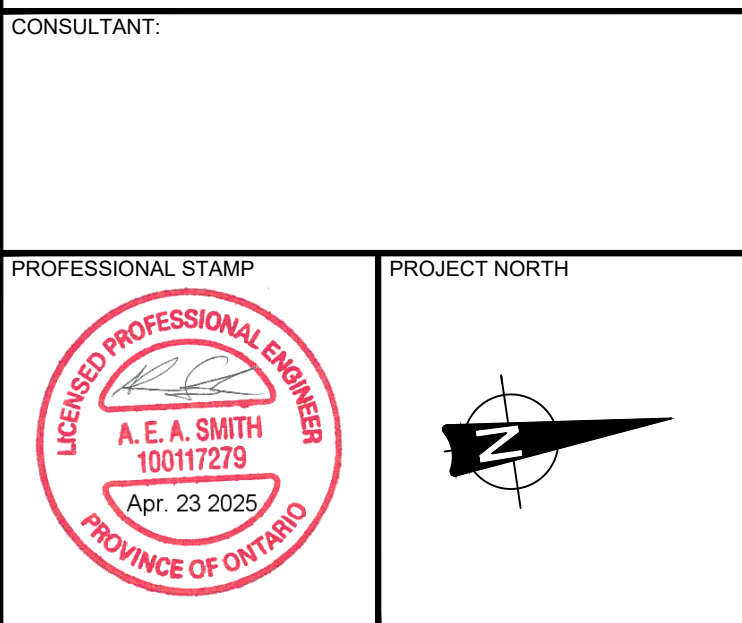 CONSULTANT:
PROFESSIONAL STAMP
LICENSED PROFESSIONAL ENGINEER
A. E. A. SMITH
100117279
Apr. 23 2025
PROVINCE OF ONTARIO
PROJECT NORTH
N